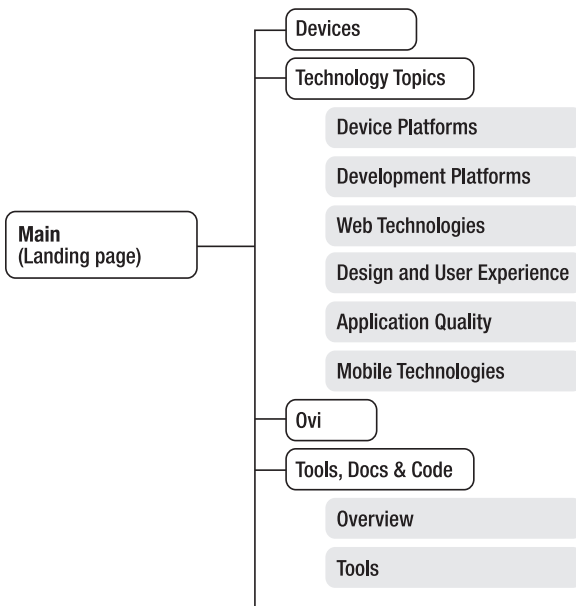 Devices
Technology Topics
Device Platforms
Development Platforms
Web Technologies
Main
(Landing page)
Design and User Experience
Application Quality
Mobile Technologies
Ovi
Tools, Docs & Code
Overview
Tools